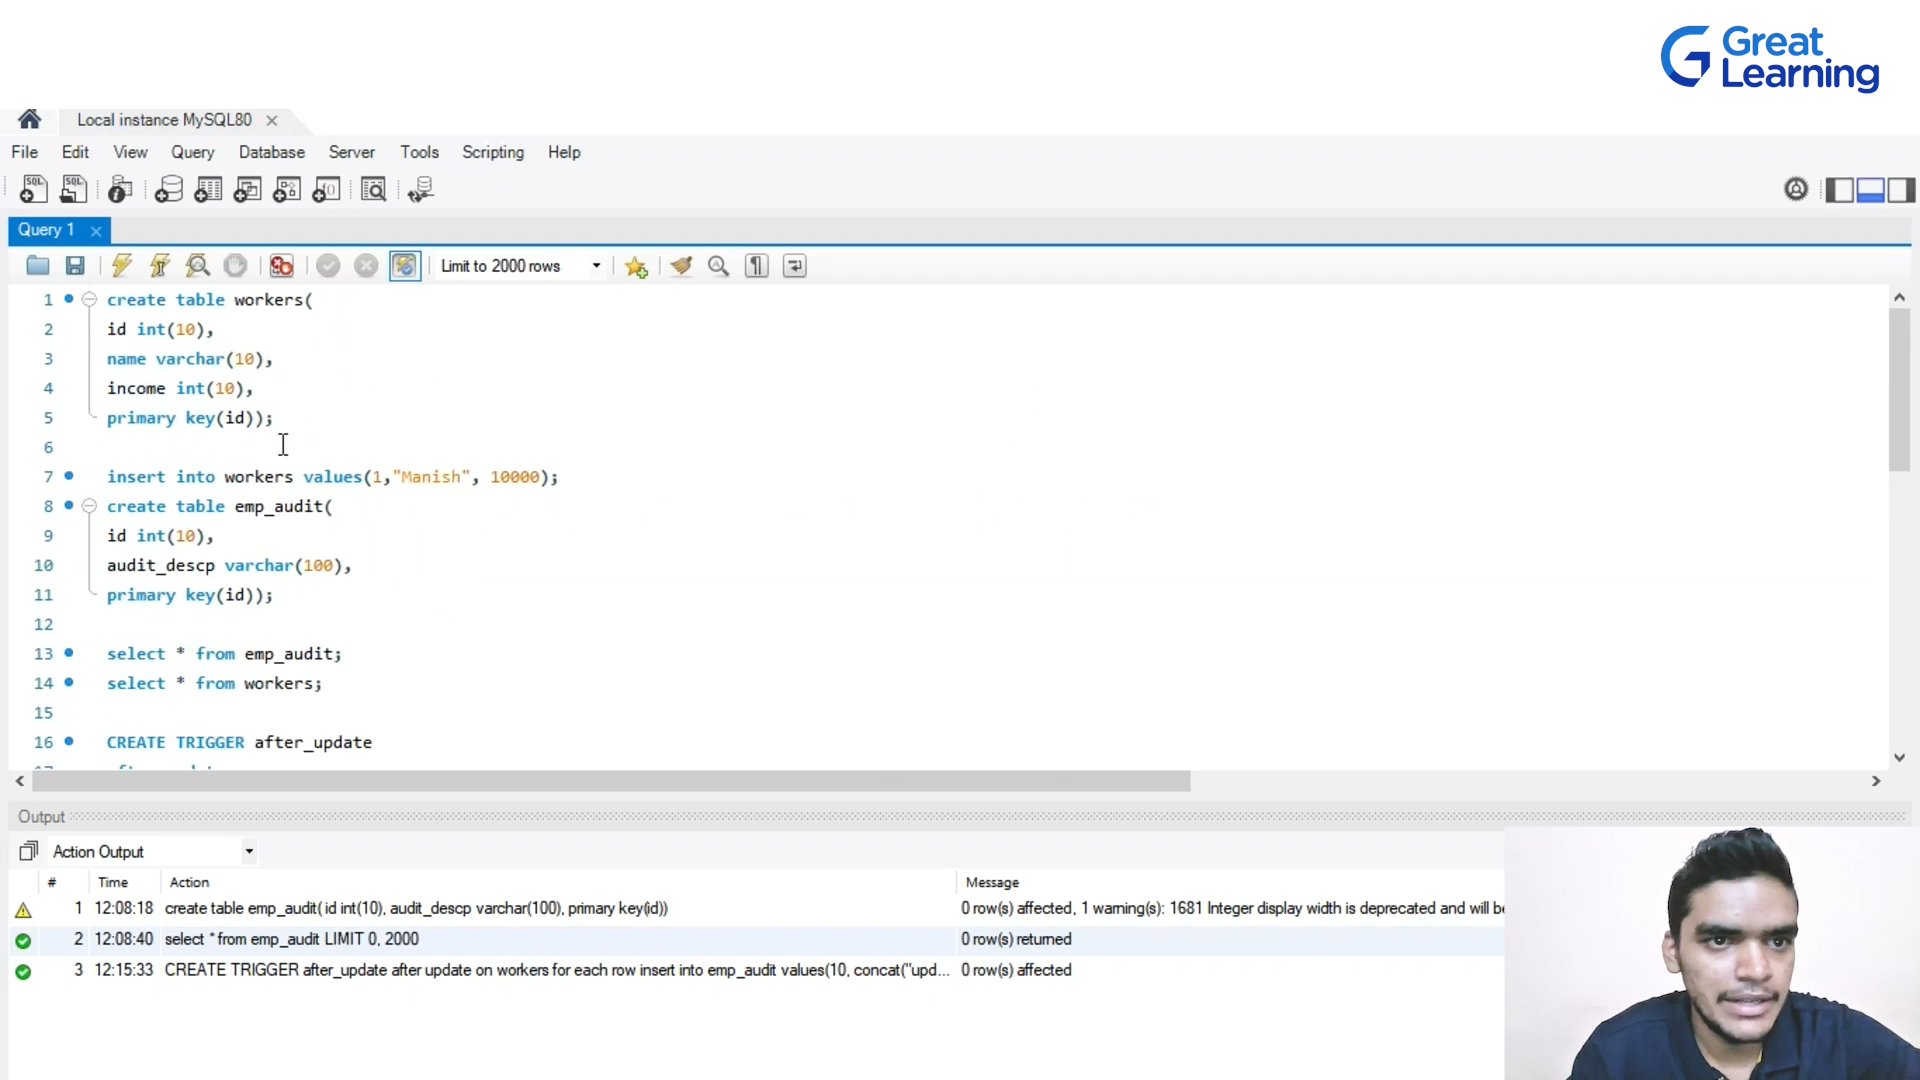 Great
Learning
Local instance MySQL80
File Edit View Query Database Server Tools Scripting Help
Query 1
Limit to 2000 rows
1 create table workers(
2 id int(10),
3 name varchar(10),
4 income int(10),
5 primary key(id));
6
7 insert into workers values(1,"Manish", 10000);
8 create table emp_audit(
9 id int(10),
10 audit_descp varchar(100),
11 primary key(id));
12
13 select * from emp_audit;
14 select * from workers;
15
16 CREATE TRIGGER after_update
Output
Action Output
# Time Action Message
1 12:08:18 create table emp_audit( id int(10), audit_descp varchar(100), primary key(id)) 0 row(s) affected, 1 warning(s): 1681 Integer display width is deprecated and will be
2 12:08:40 select * from emp_audit LIMIT 0, 2000 0 row(s) returned
3 12:15:33 CREATE TRIGGER after_update after update on workers for each row insert into emp_audit values(10, concat("upd... 0 row(s) affected